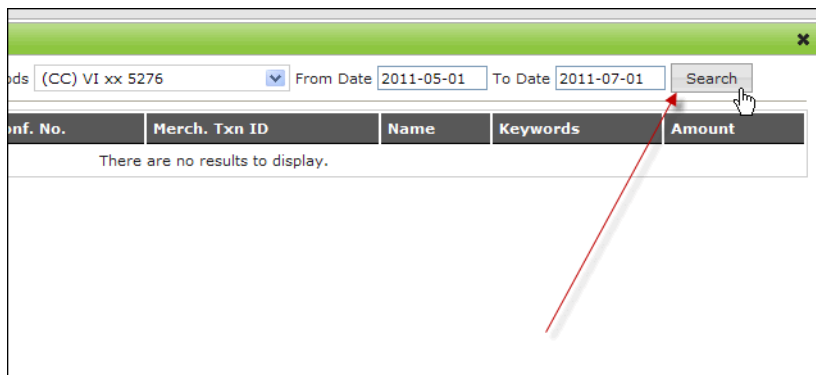 ods (CC) VI xx 5276 From Date 2011-05-01 To Date 2011-07-01 Search
onf. No. Merch. Txn ID Name Keywords Amount
There are no results to display.